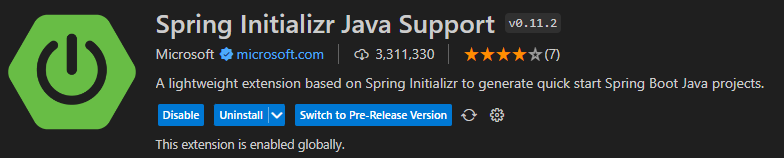 Spring Initializr Java Support v0.11.2
Microsoft microsoft.com 3,311,330 (7)
A lightweight extension based on Spring Initializr to generate quick start Spring Boot Java projects.
Disable Uninstall Switch to Pre-Release Version
This extension is enabled globally.